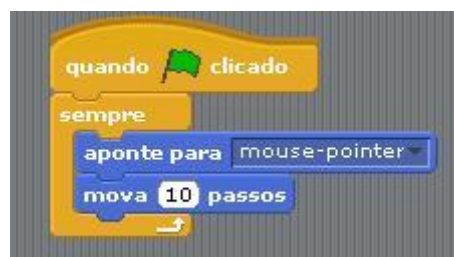 quando clicado
sempre
aponte para mouse-pointer
mova 10 passos